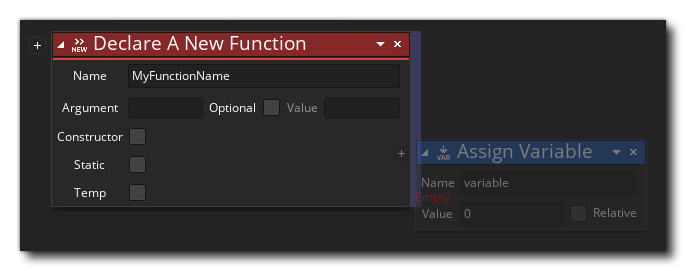 NEW Declare A New Function
Name MyFunctionName
Argument Optional Value
Constructor
Static
Temp
VAR Assign Variable
Name variable
Empty
Value 0 Relative